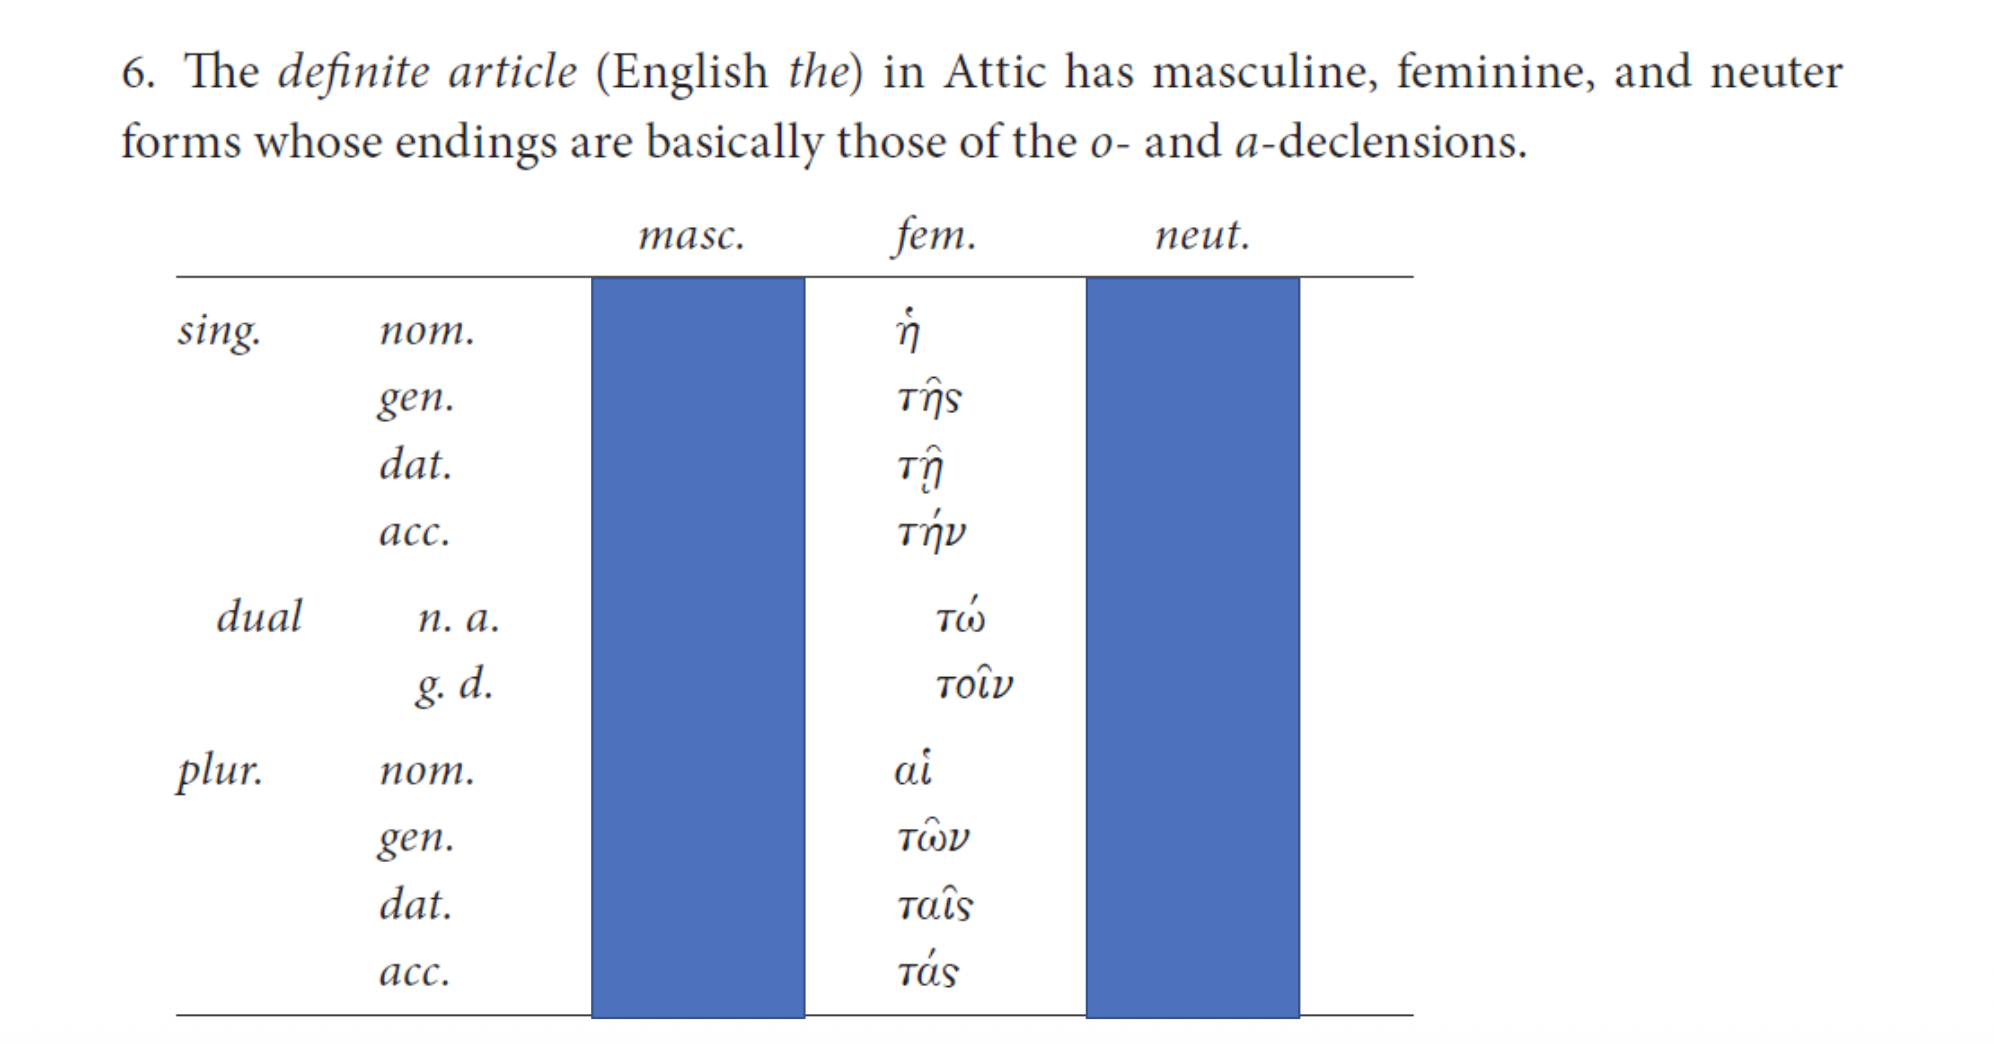 6. The definite article (English the) in Attic has masculine, feminine, and neuter
forms whose endings are basically those of the o- and a-declensions.
masc. fem. neut.
sing. nom. ἡ
gen. τῆς
dat. τῇ
acc. τήν
dual n. a. τώ
g. d. τοῖν
plur. nom. αἱ
gen. τῶν
dat. ταῖς
acc. τάς